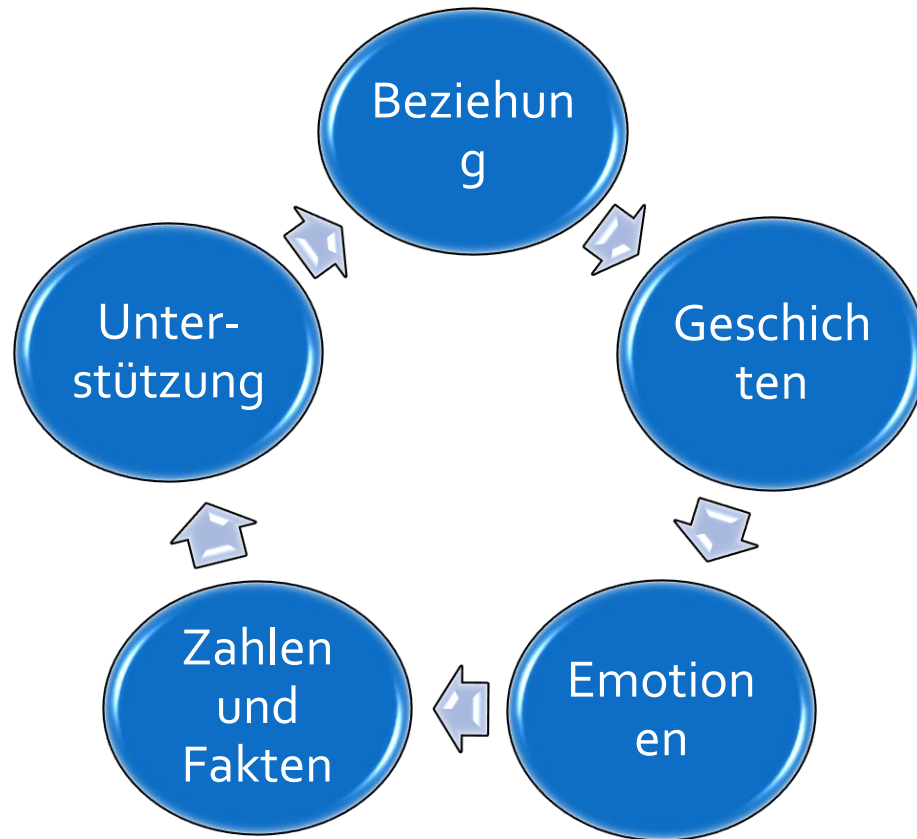 Beziehun
g
Geschich
ten
Emotion
en
Zahlen
und
Fakten
Unter-
stützung